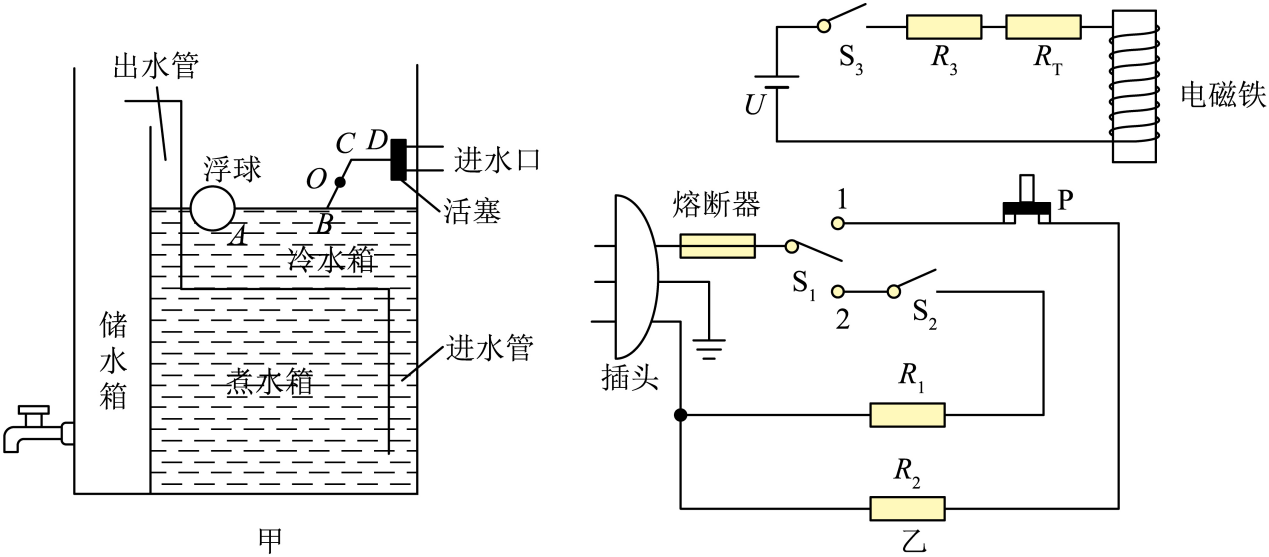 出水管
浮球
A
O
C
D
B
进水口
活塞
冷水箱
储水箱
煮水箱
进水管
甲
S₃
R₃
R_T
U
电磁铁
熔断器
1
P
S₁
2
S₂
插头
R₁
R₂
乙